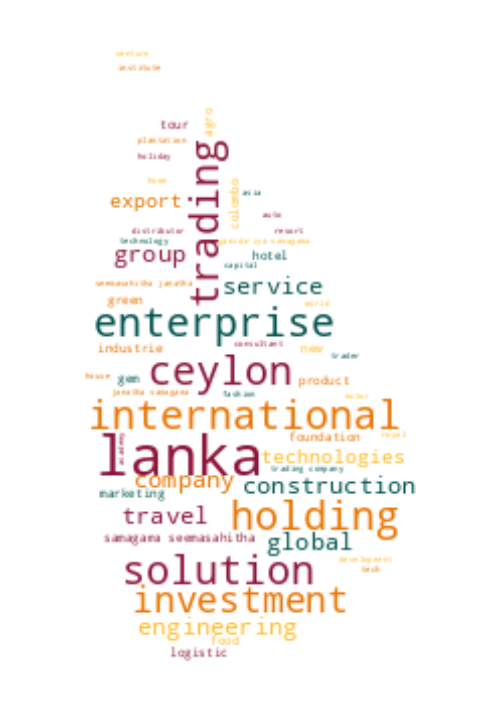 venture
institute
agro
tour
plantation
trading
holiday
home
colombo
asia
export
auto
distributor
resort
technology
gemidiriya samagama
group
hotel
capital
seemasahitha janatha
service
green
world
enterprise
consultant
industrie
new
trader
ceylon
house
gem
product
janatha samagama
fashion
motor
international
academy
foundation
royal
lanka
technologies
trading company
company
construction
marketing
travel
holding
samagama seemasahitha
global
development
solution
tech
investment
engineering
food
logistic